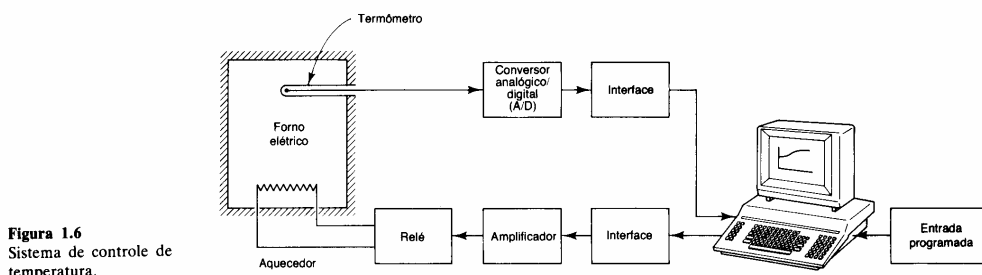 Termômetro
Conversor
analógico/
digital
(A/D)
Interface
Forno
elétrico
Figura 1.6
Sistema de controle de
temperatura.
Aquecedor
Relé
Amplificador
Interface
Entrada
programada